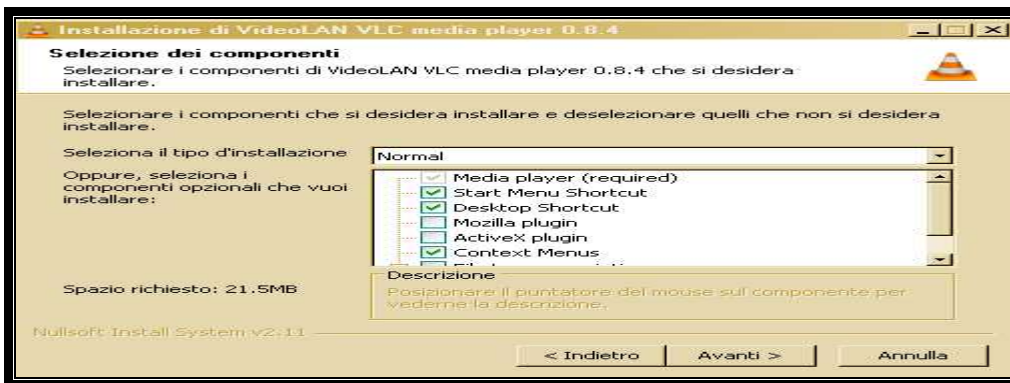 Installazione di VideoLAN VLC media player 0.8.4
Selezione dei componenti
Selezionare i componenti di VideoLAN VLC media player 0.8.4 che si desidera
installare.
Selezionare i componenti che si desidera installare e deselezionare quelli che non si desidera
installare.
Seleziona il tipo d'installazione
Normal
Oppure, seleziona i
componenti opzionali che vuoi
installare:
Media player (required)
Start Menu Shortcut
Desktop Shortcut
Mozilla plugin
ActiveX plugin
Context Menus
Spazio richiesto: 21.5MB
Descrizione
Posizionare il puntatore del mouse sul componente per
vederne la descrizione.
Nullsoft Install System v2.11
< Indietro
Avanti >
Annulla